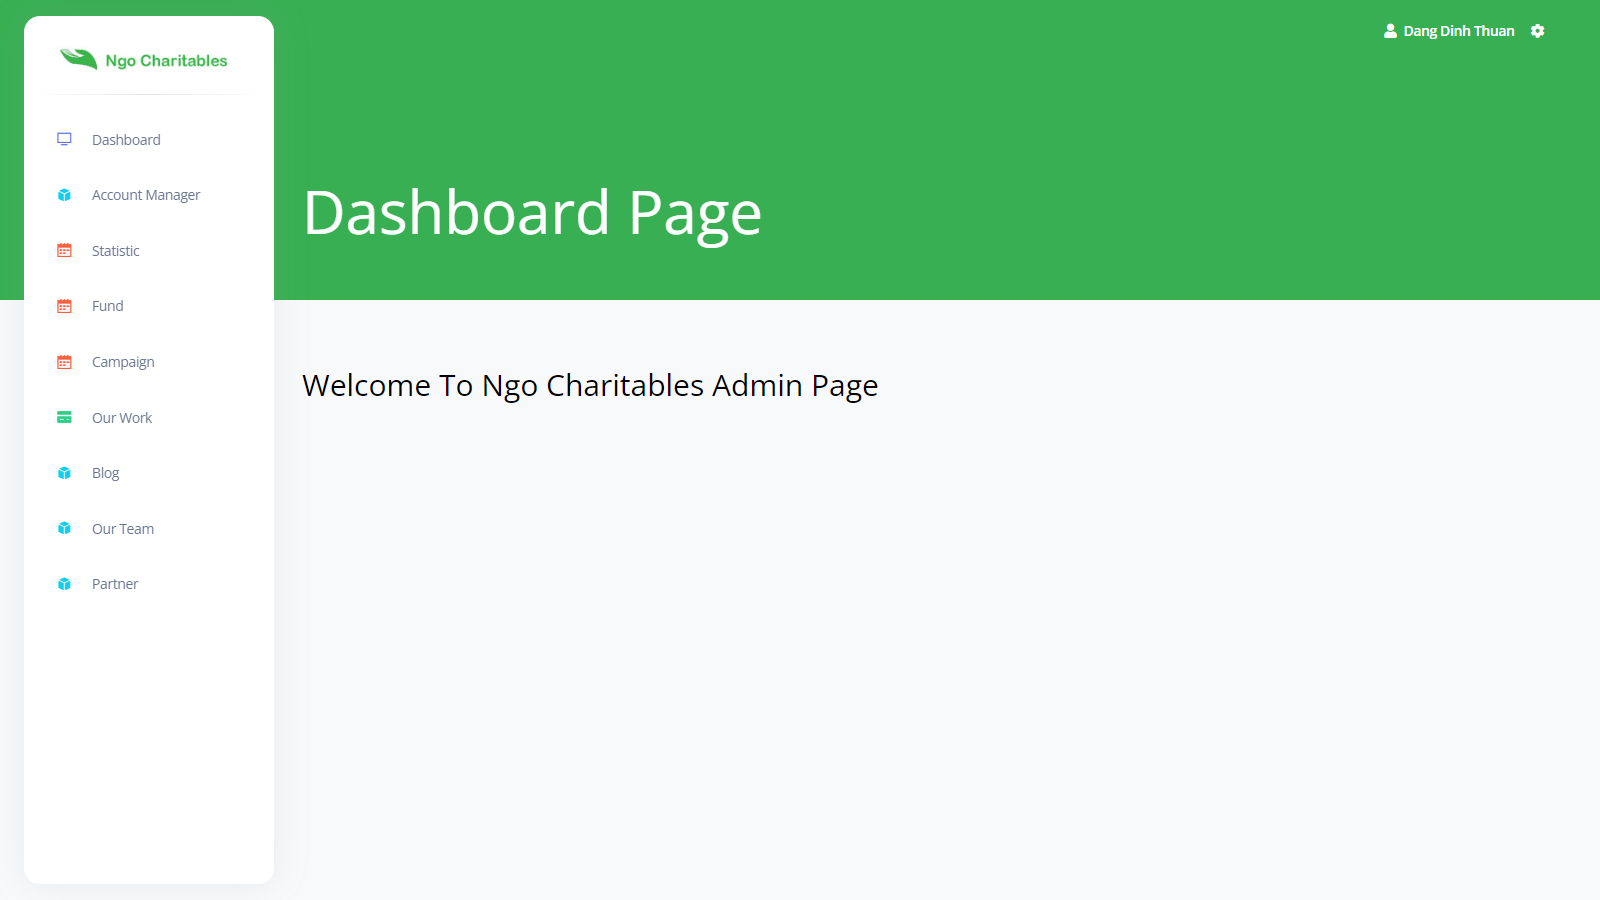 Ngo Charitables
Dashboard
Account Manager
Statistic
Fund
Campaign
Our Work
Blog
Our Team
Partner
Dang Dinh Thuan
Dashboard Page
Welcome To Ngo Charitables Admin Page